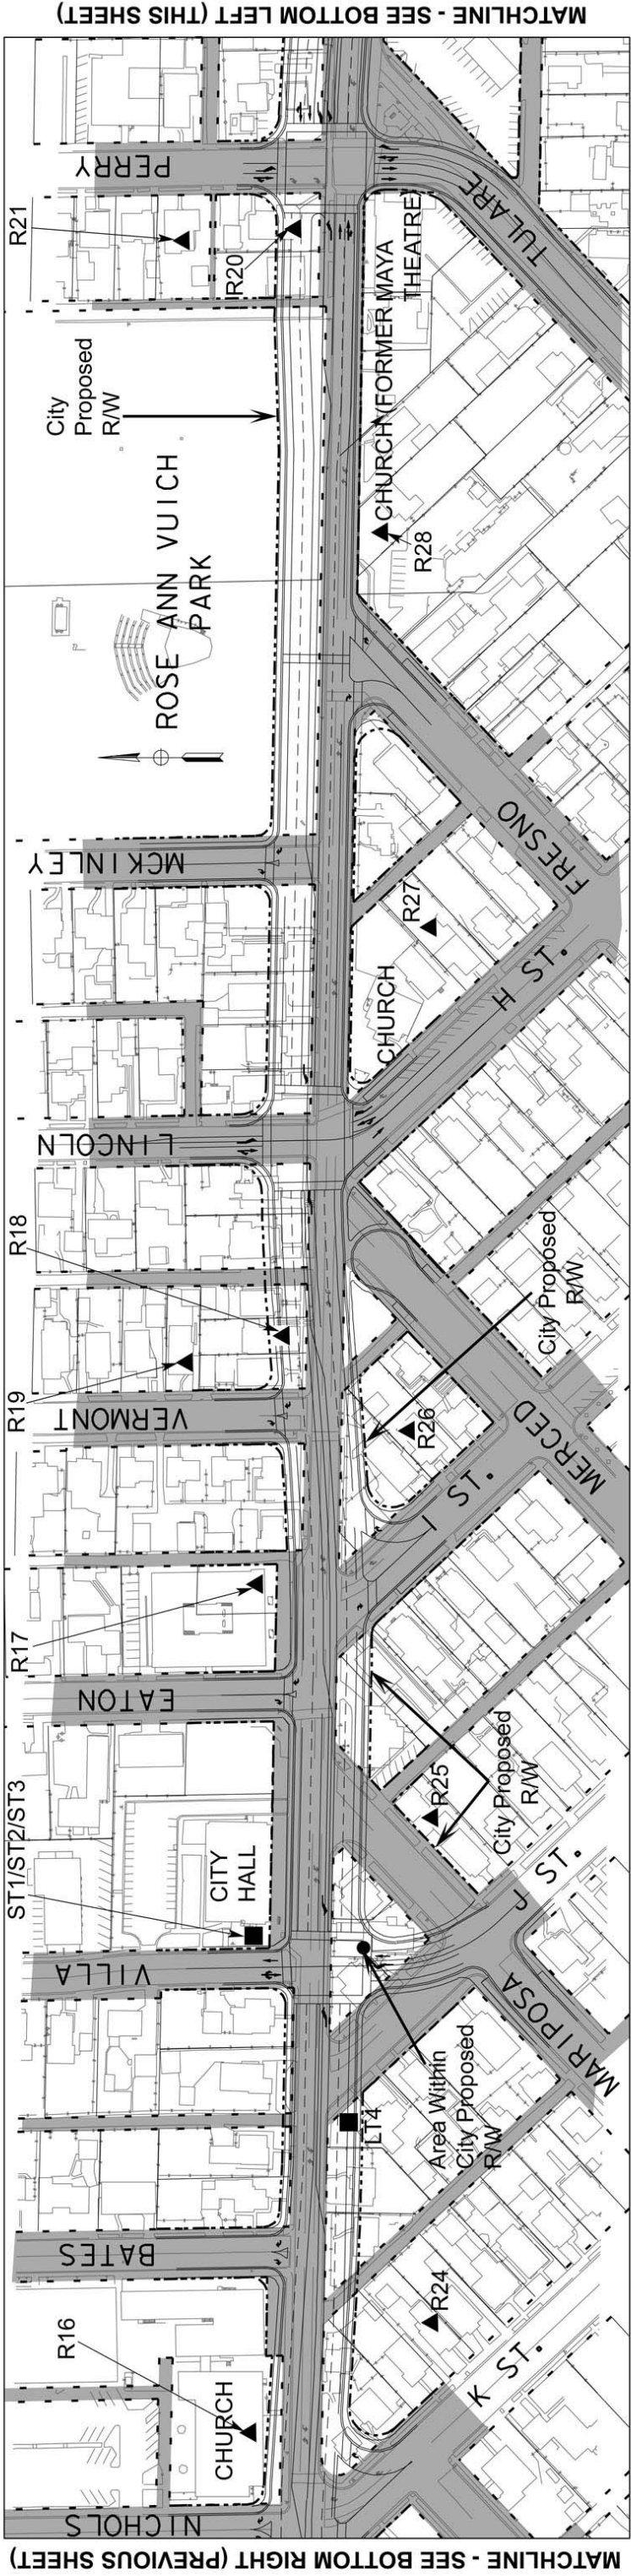 MATCHLINE - SEE BOTTOM LEFT (THIS SHEET)
PERRY
R21
R20
TULARE
CHURCH (FORMER MAYA
THEATRE)
City
Proposed
R/W
ROSE ANN VUICH
PARK
R28
MCKINLEY
FRESNO
R27
CHURCH
H ST.
LINCOLN
R18
City Proposed
R/W
R19
VERMONT
R26
I ST.
MERCED
R17
EATON
City Proposed
R/W
R25
ST1/ST2/ST3
CITY
HALL
VILLA
L ST.
MARIPOSA
Area Within
City Proposed
R/W
LT4
BATES
R24
R16
K ST.
CHURCH
NICHOLS
MATCHLINE - SEE BOTTOM RIGHT (PREVIOUS SHEET)